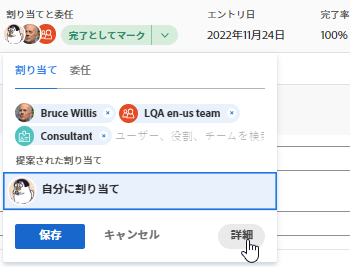 割り当てと委任 エントリ日 完了率
完了としてマーク 2022年11月24日 100%
割り当て 委任
Bruce Willis × LQA en-us team ×
Consultant × ユーザー、役割、チームを検索
提案された割り当て
自分に割り当て
保存 キャンセル 詳細